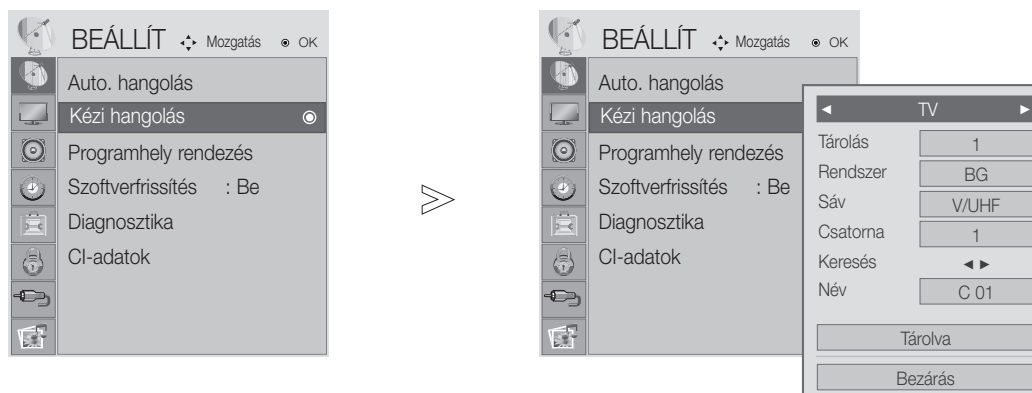 BEÁLLÍT Mozgatás OK
Auto. hangolás
Kézi hangolás
Programhely rendezés
Szoftverfrissítés : Be
Diagnosztika
CI-adatok
BEÁLLÍT Mozgatás OK
Auto. hangolás
Kézi hangolás
Programhely rendezés
Szoftverfrissítés : Be
Diagnosztika
CI-adatok
◄ TV ►
Tárolás 1
Rendszer BG
Sáv V/UHF
Csatorna 1
Keresés ◄ ►
Név C 01
Tárolva
Bezárás